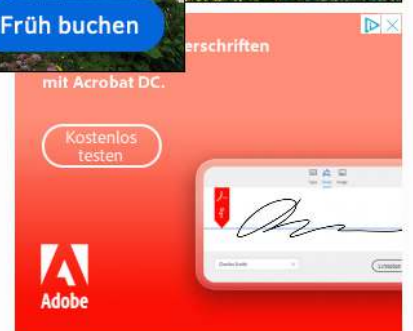 Früh buchen
erschriften
mit Acrobat DC.
Kostenlos
testen
Adobe